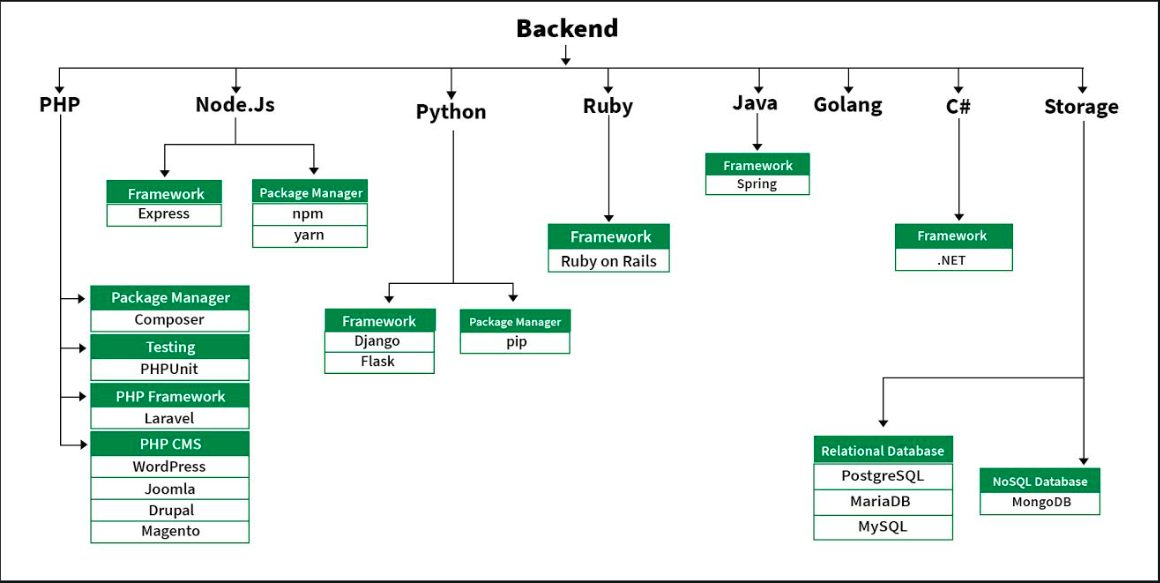 Backend
PHP
Node.Js
Python
Ruby
Java
Golang
C#
Storage
Framework
Express
Package Manager
npm
yarn
Framework
Ruby on Rails
Framework
Spring
Framework
.NET
Package Manager
Composer
Testing
PHPUnit
PHP Framework
Laravel
PHP CMS
WordPress
Joomla
Drupal
Magento
Framework
Django
Flask
Package Manager
pip
Relational Database
PostgreSQL
MariaDB
MySQL
NoSQL Database
MongoDB